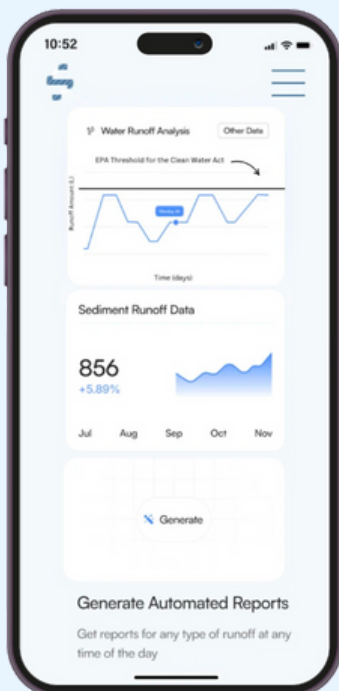 10:52
Water Runoff Analysis
Other Data
EPA Threshold for the Clean Water Act
Runoff Amount (L)
Time (days)
Sediment Runoff Data
856
+5.89%
Jul Aug Sep Oct Nov
Generate
Generate Automated Reports
Get reports for any type of runoff at any
time of the day